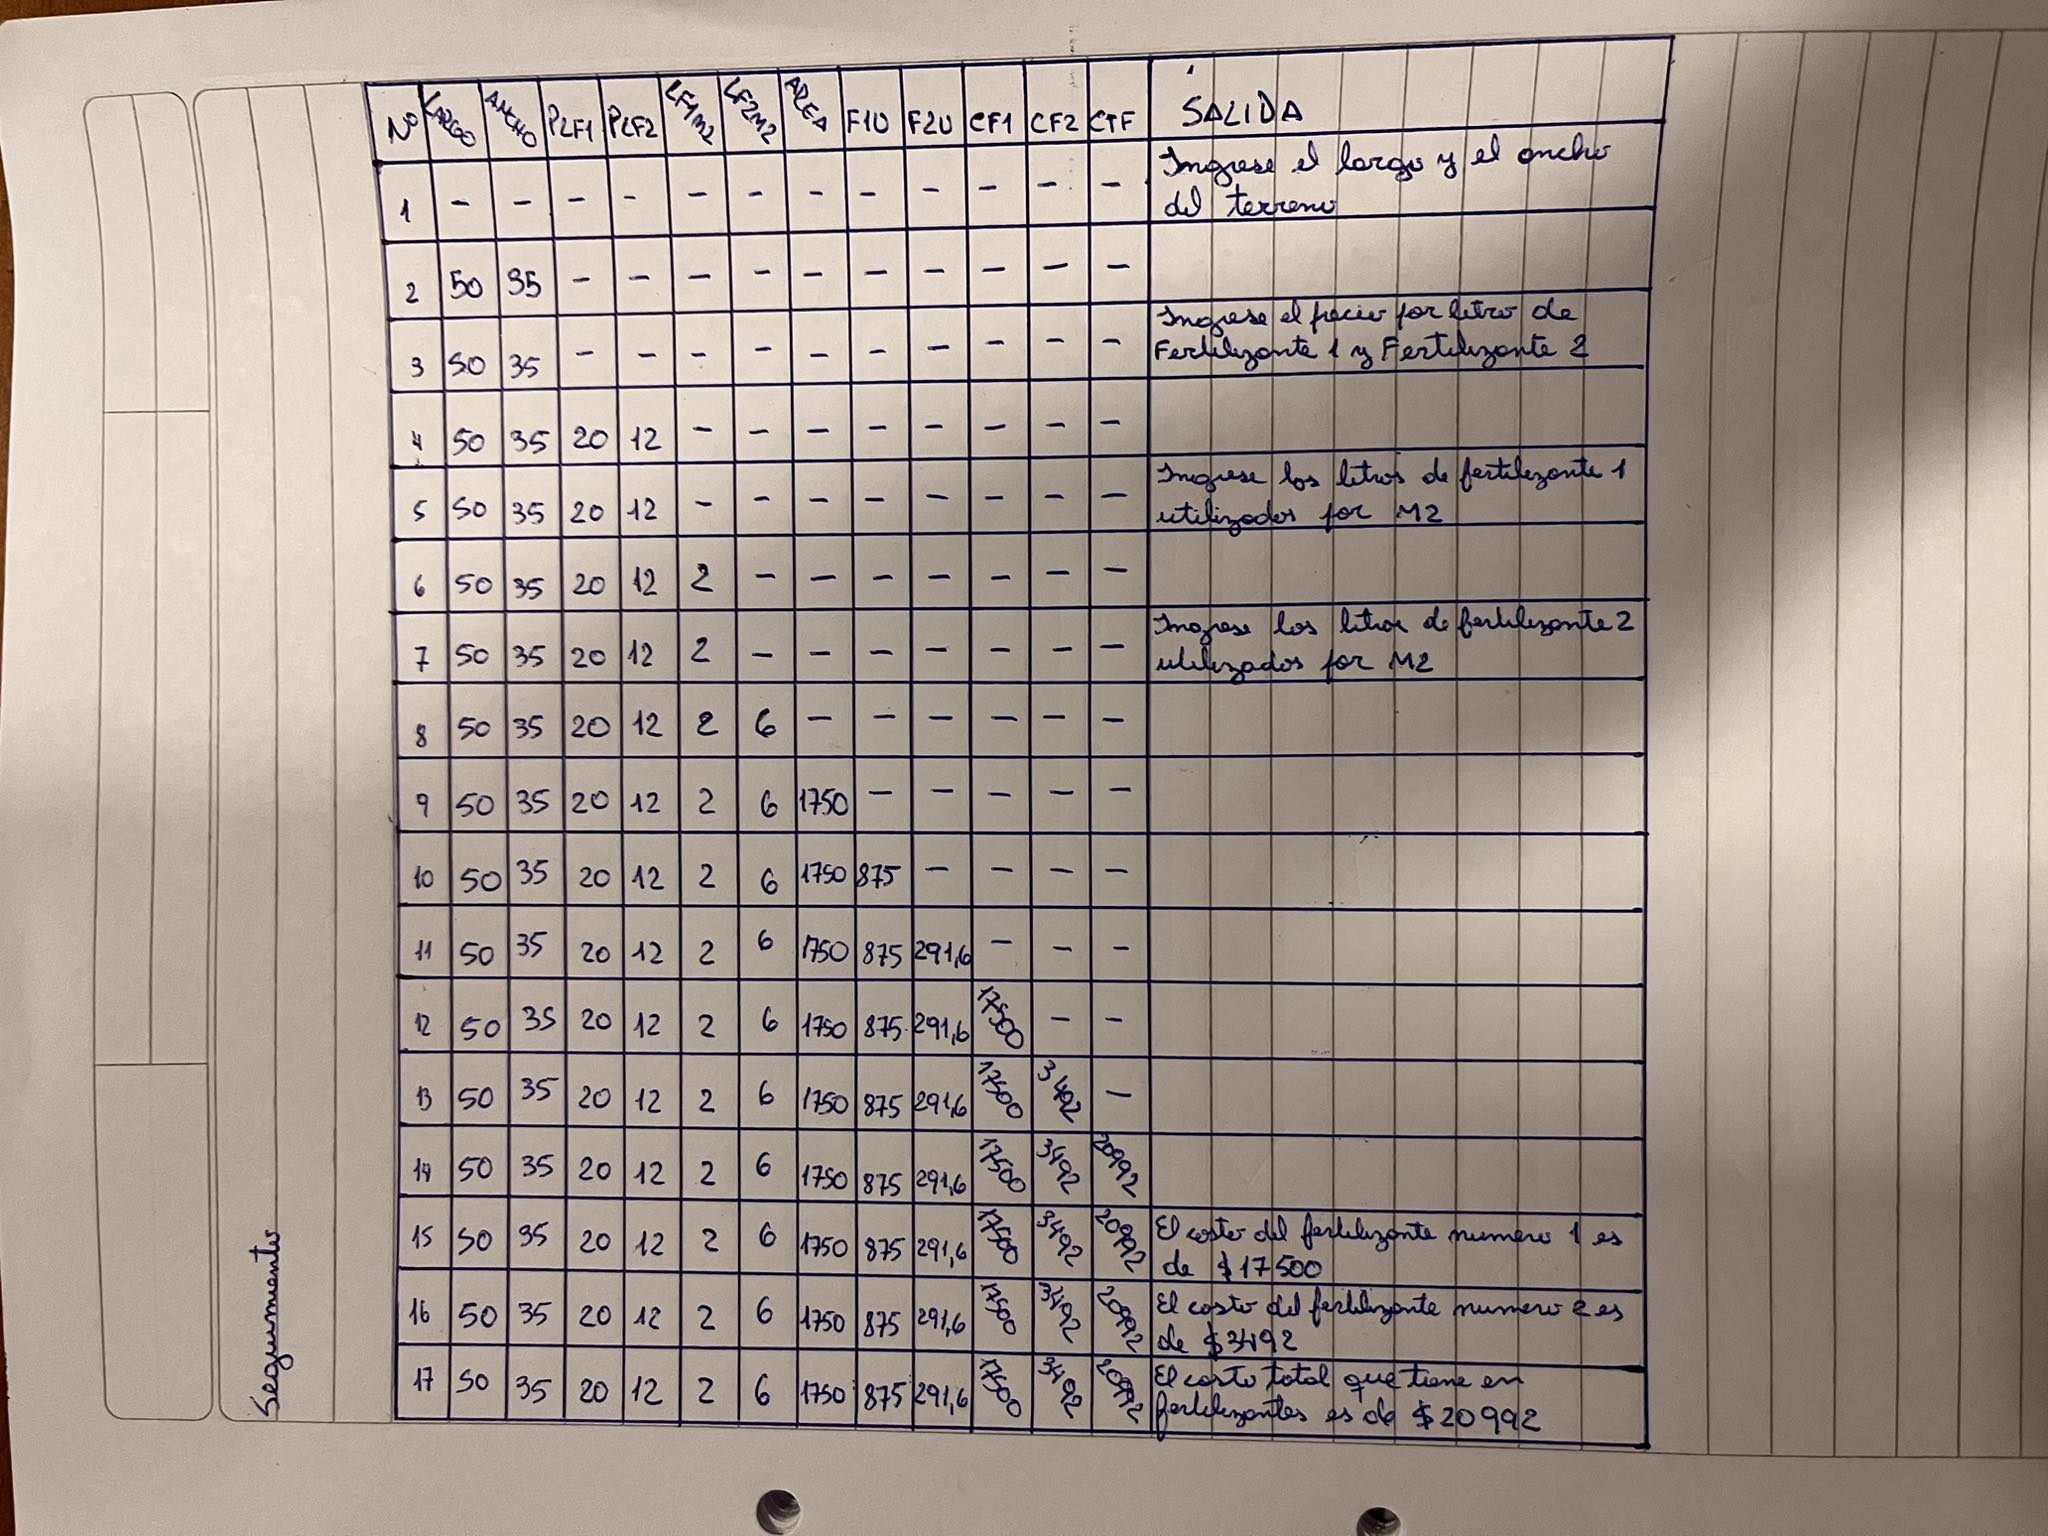 Seguimiento
Nº LARGO ANCHO PLF1 PLF2 LF1M2 LF2M2 AREA F1U F2U CF1 CF2 CTF SALIDA
1 - - - - - - - - - - - - Ingrese el largo y el ancho
del terreno
2 50 35 - - - - - - - - - -
3 50 35 - - - - - - - - - - Ingrese el precio por litro de
Fertilizante 1 y Fertilizante 2
4 50 35 20 12 - - - - - - - -
5 50 35 20 12 - - - - - - - - Ingrese los litros de fertilizante 1
utilizados por M2
6 50 35 20 12 2 - - - - - - -
7 50 35 20 12 2 - - - - - - - Ingrese los litros de fertilizante 2
utilizados por M2
8 50 35 20 12 2 6 - - - - - -
9 50 35 20 12 2 6 1750 - - - - -
10 50 35 20 12 2 6 1750 875 - - - -
11 50 35 20 12 2 6 1750 875 291,6 - - -
12 50 35 20 12 2 6 1750 875 291,6 17500 - -
13 50 35 20 12 2 6 1750 875 291,6 17500 3492 -
14 50 35 20 12 2 6 1750 875 291,6 17500 3492 20992
15 50 35 20 12 2 6 1750 875 291,6 17500 3492 20992 El costo del fertilizante numero 1 es
de $17500
16 50 35 20 12 2 6 1750 875 291,6 17500 3492 20992 El costo del fertilizante numero 2 es
de $3492
17 50 35 20 12 2 6 1750 875 291,6 17500 3492 20992 El costo total que tiene en
fertilizantes es de $20992